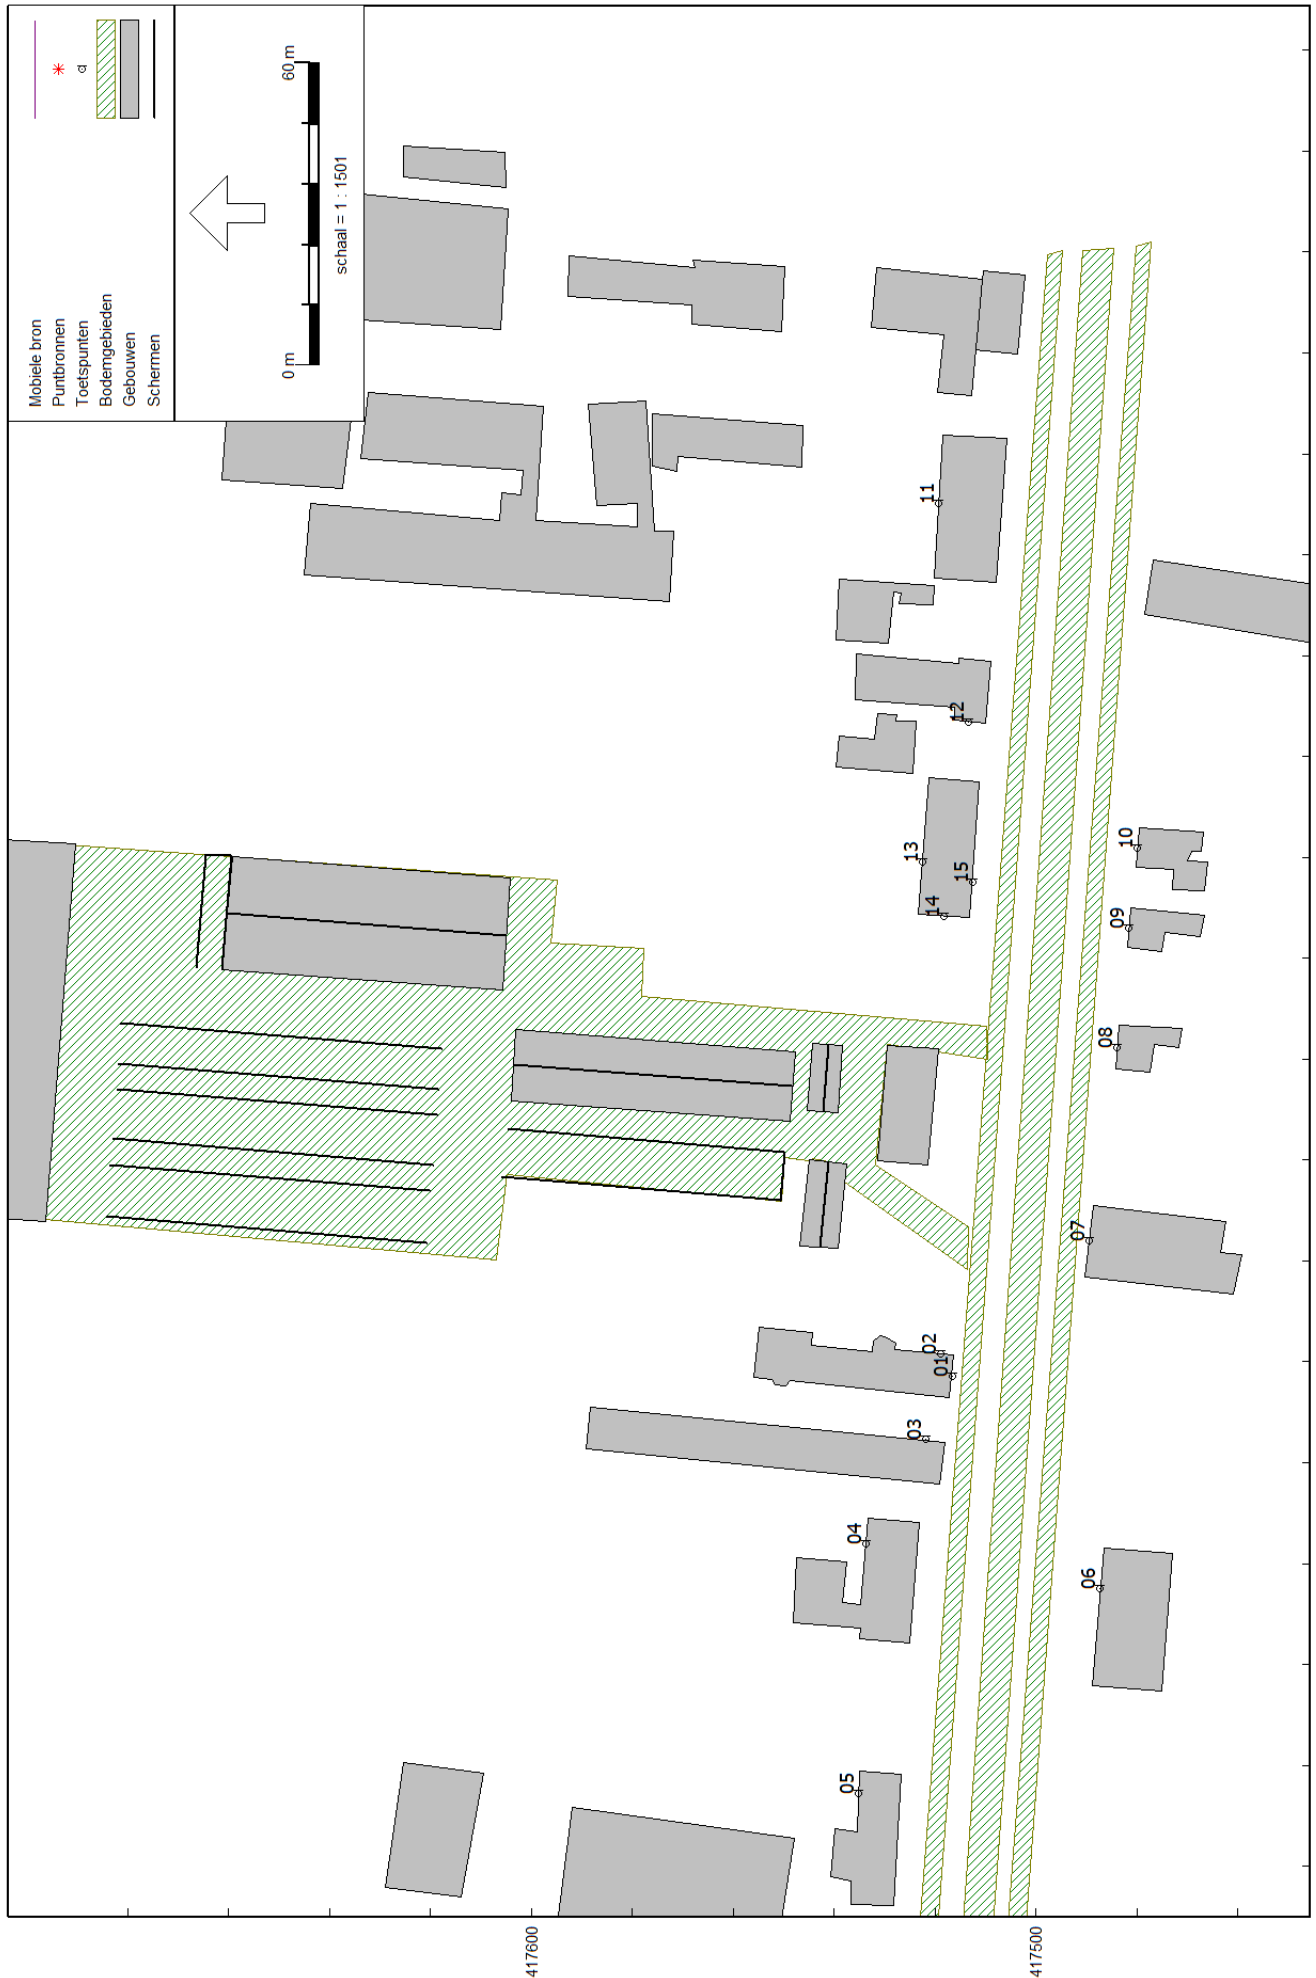 Mobiele bron
Puntbronnen
Toetspunten
Bodemgebieden
Gebouwen
Schermen
0 m
60 m
schaal = 1 : 1501
11
12
13
15
14
10
09
08
07
02
01
03
04
06
05
417600
417500